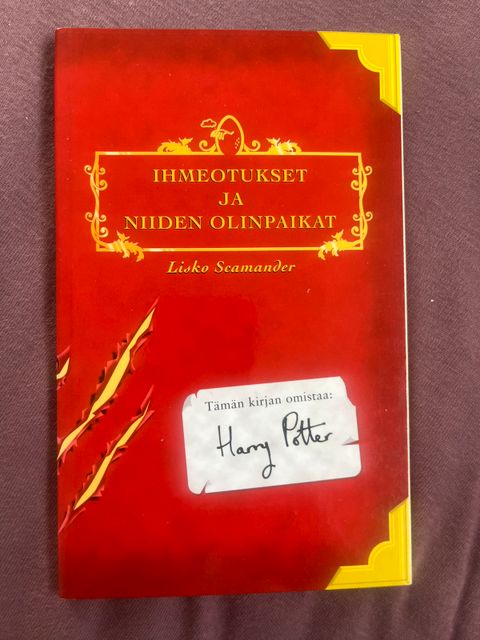 IHMEOTUKSET
JA
NIIDEN OLINPAIKAT
Lisko Scamander
Tämän kirjan omistaa:
Harry Potter